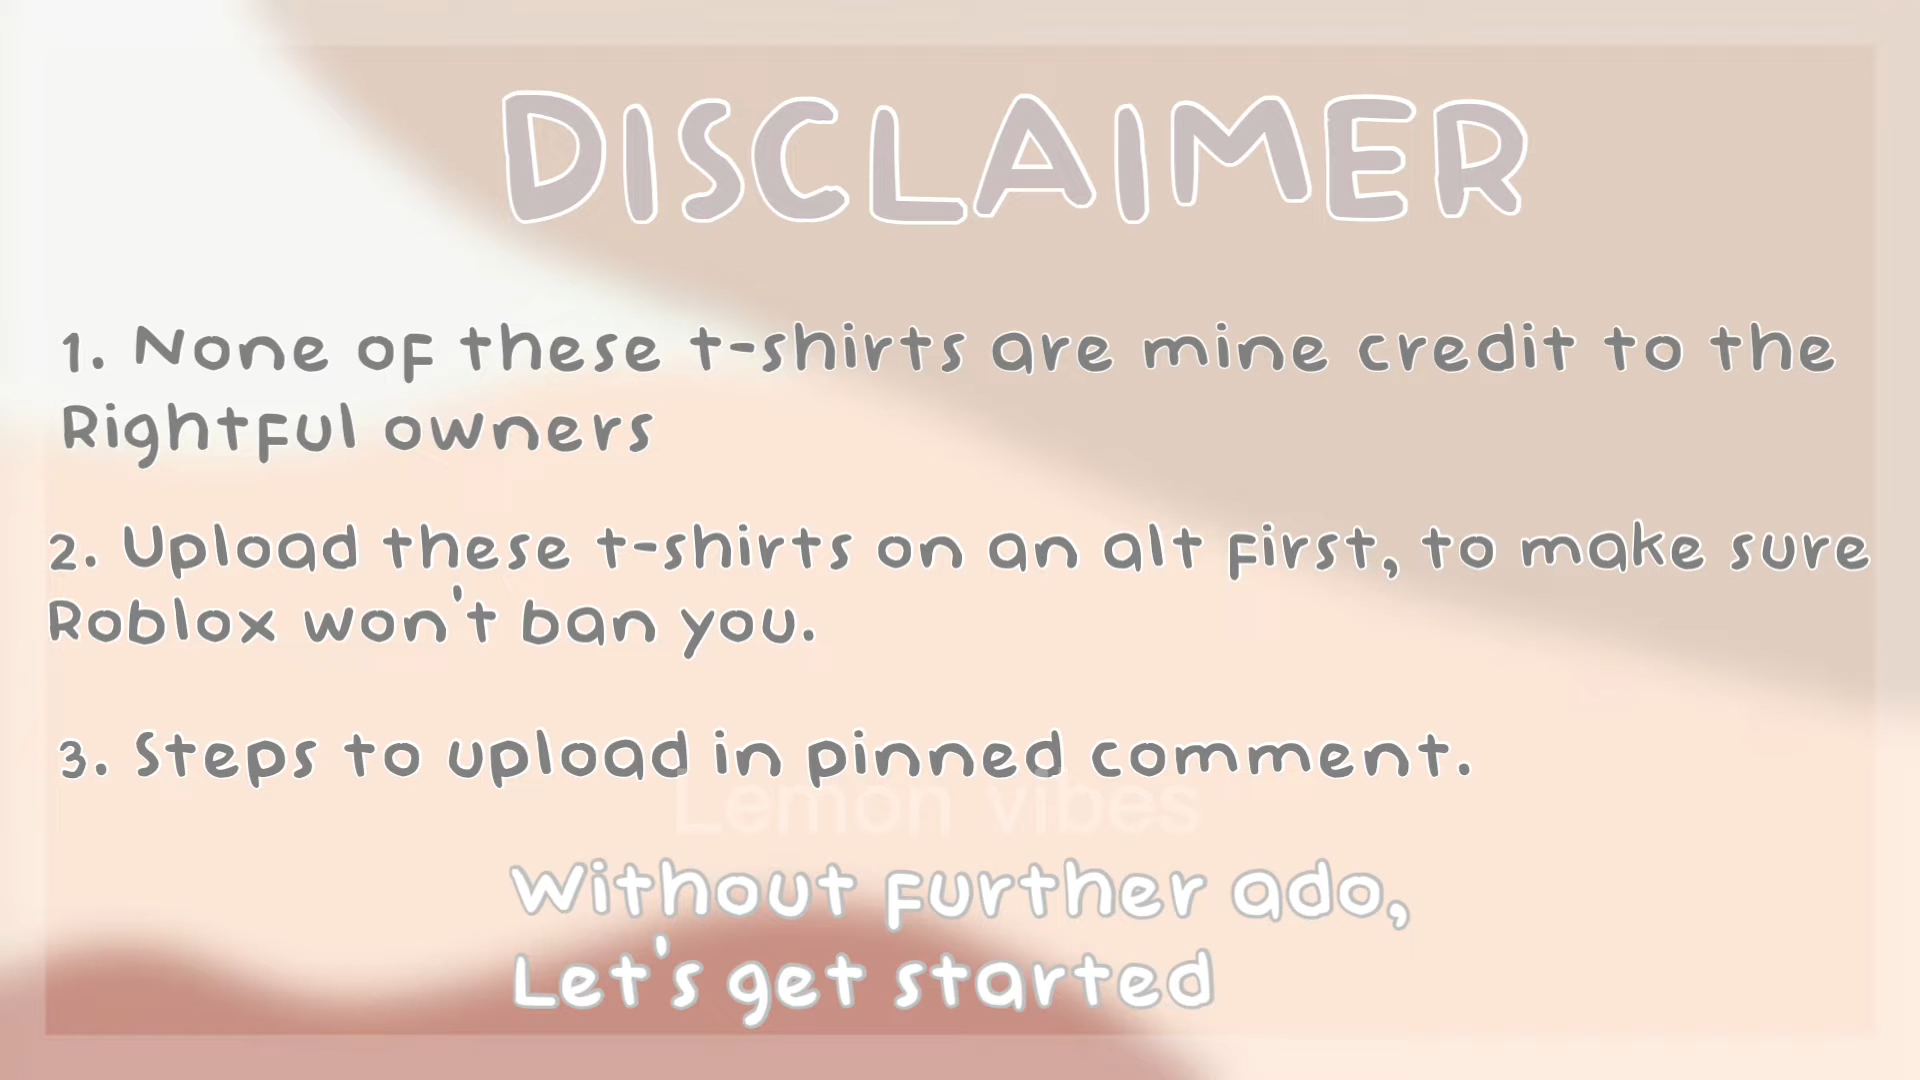 DISCLAIMER
1. None of these t-shirts are mine credit to the
Rightful owners
2. Upload these t-shirts on an alt first, to make sure
Roblox won't ban you.
3. Steps to upload in pinned comment.
Lemon vibes
Without further ado,
Let's get started